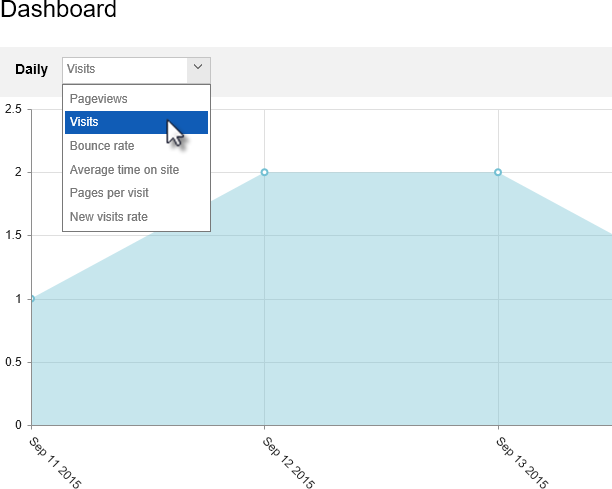 Dashboard
Daily Visits
Pageviews
Visits
Bounce rate
Average time on site
Pages per visit
New visits rate
2.5
2
1.5
1
0.5
0
Sep 11 2015
Sep 12 2015
Sep 13 2015